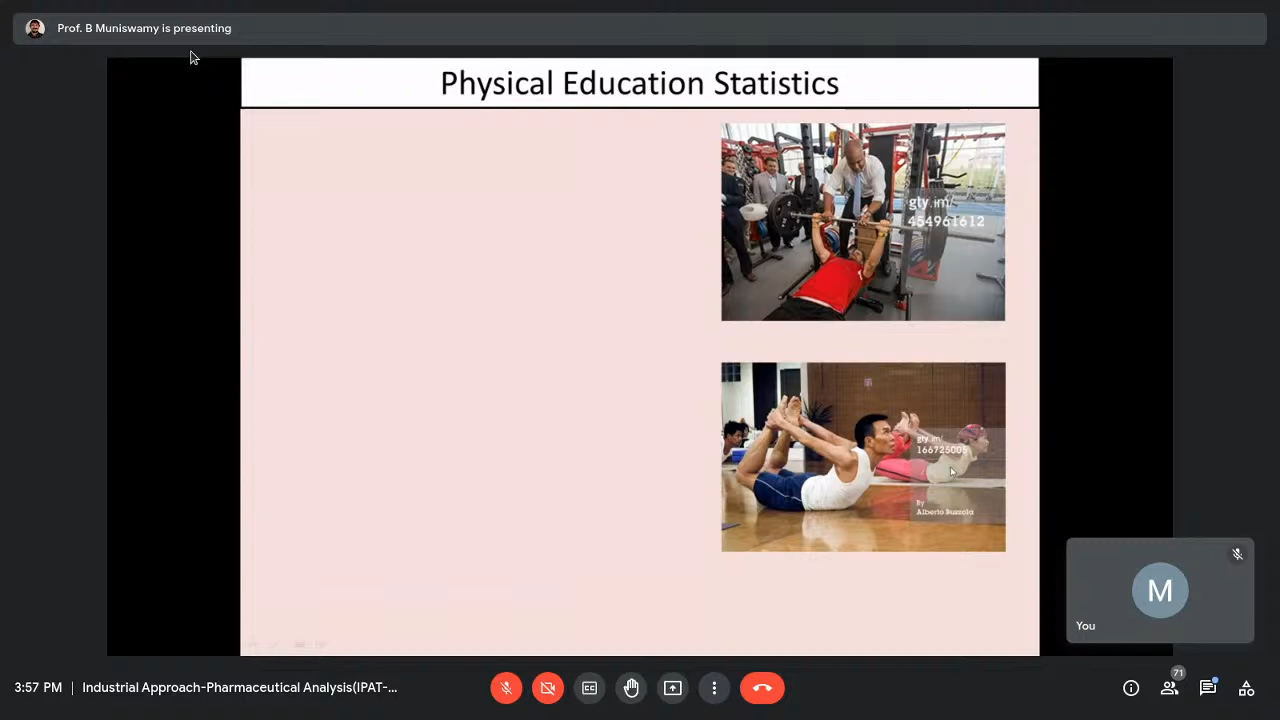 Prof. B Muniswamy is presenting
Physical Education Statistics
gty.im/
454961612
gty.im/
166725005
By
Alberto Buzzola
M
You
3:57 PM | Industrial Approach-Pharmaceutical Analysis(IPAT-...
CC
71